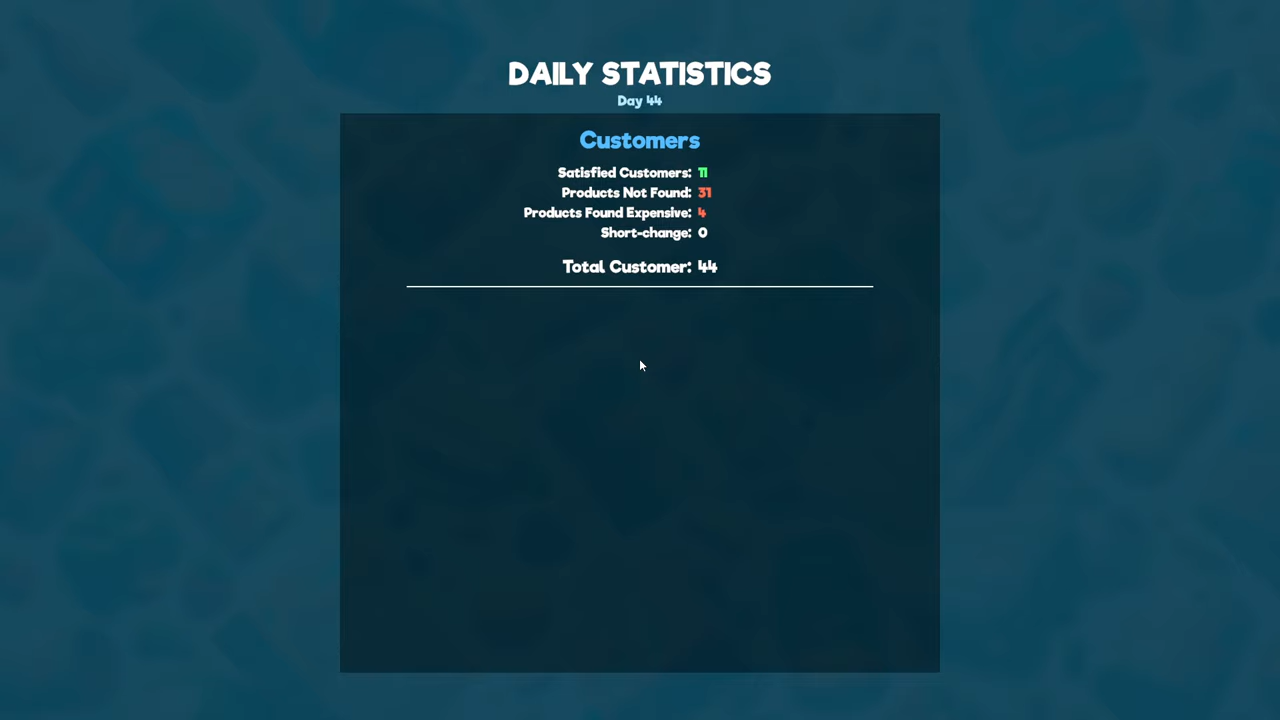 DAILY STATISTICS
Day 44
Customers
Satisfied Customers: 11
Products Not Found: 31
Products Found Expensive: 4
Short-change: 0
Total Customer: 44